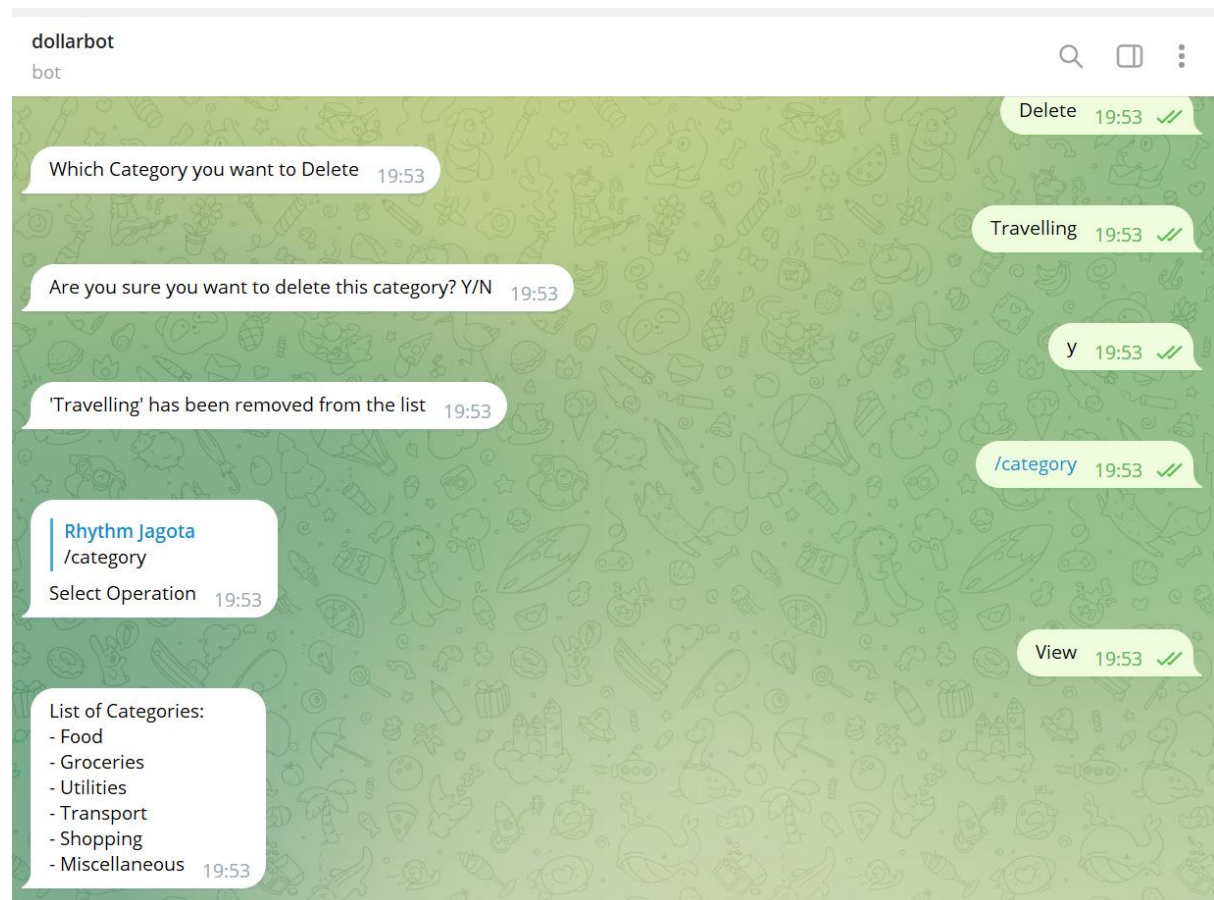 dollarbot
bot
Delete 19:53
Which Category you want to Delete 19:53
Travelling 19:53
Are you sure you want to delete this category? Y/N 19:53
y 19:53
'Travelling' has been removed from the list 19:53
/category 19:53
Rhythm Jagota
/category
Select Operation 19:53
View 19:53
List of Categories:
- Food
- Groceries
- Utilities
- Transport
- Shopping
- Miscellaneous 19:53